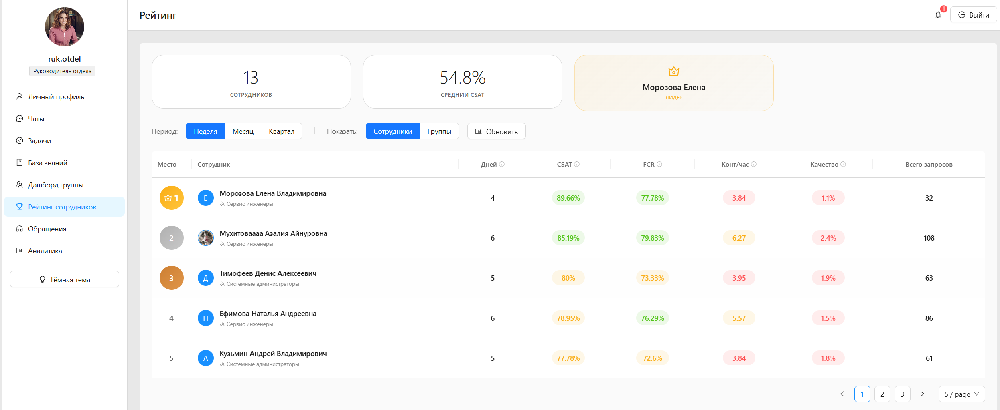 ruk.otdel
Руководитель отдела
Личный профиль
Чаты
Задачи
База знаний
Дашборд группы
Рейтинг сотрудников
Обращения
Аналитика
Тёмная тема
Рейтинг
1
Выйти
13
СОТРУДНИКОВ
54.8%
СРЕДНИЙ CSAT
Морозова Елена
ЛИДЕР
Период: Неделя Месяц Квартал Показать: Сотрудники Группы Обновить
Место Сотрудник Дней CSAT FCR Конт/час Качество Всего запросов
1 Е Морозова Елена Владимировна 4 89.66% 77.78% 3.84 1.1% 32
Сервис инженеры
2 Мухитоваааа Азалия Айнуровна 6 85.19% 79.83% 6.27 2.4% 108
Сервис инженеры
3 Д Тимофеев Денис Алексеевич 5 80% 73.33% 3.95 1.9% 63
Системные администраторы
4 Н Ефимова Наталья Андреевна 6 78.95% 76.29% 5.57 1.5% 86
Сервис инженеры
5 А Кузьмин Андрей Владимирович 5 77.78% 72.6% 3.84 1.8% 61
Системные администраторы
1 2 3 5 / page